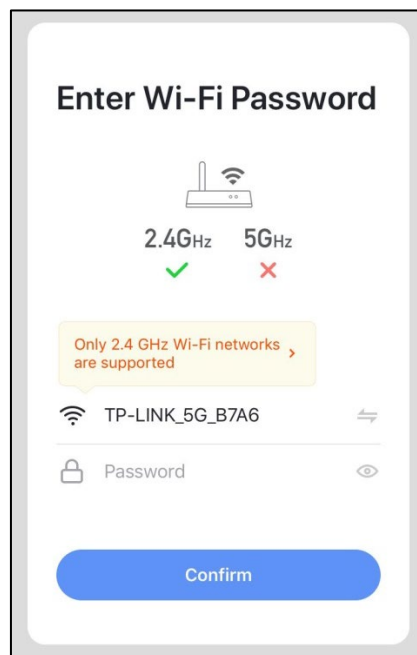 Enter Wi-Fi Password
2.4GHz 5GHz
Only 2.4 GHz Wi-Fi networks
are supported
TP-LINK_5G_B7A6
Password
Confirm